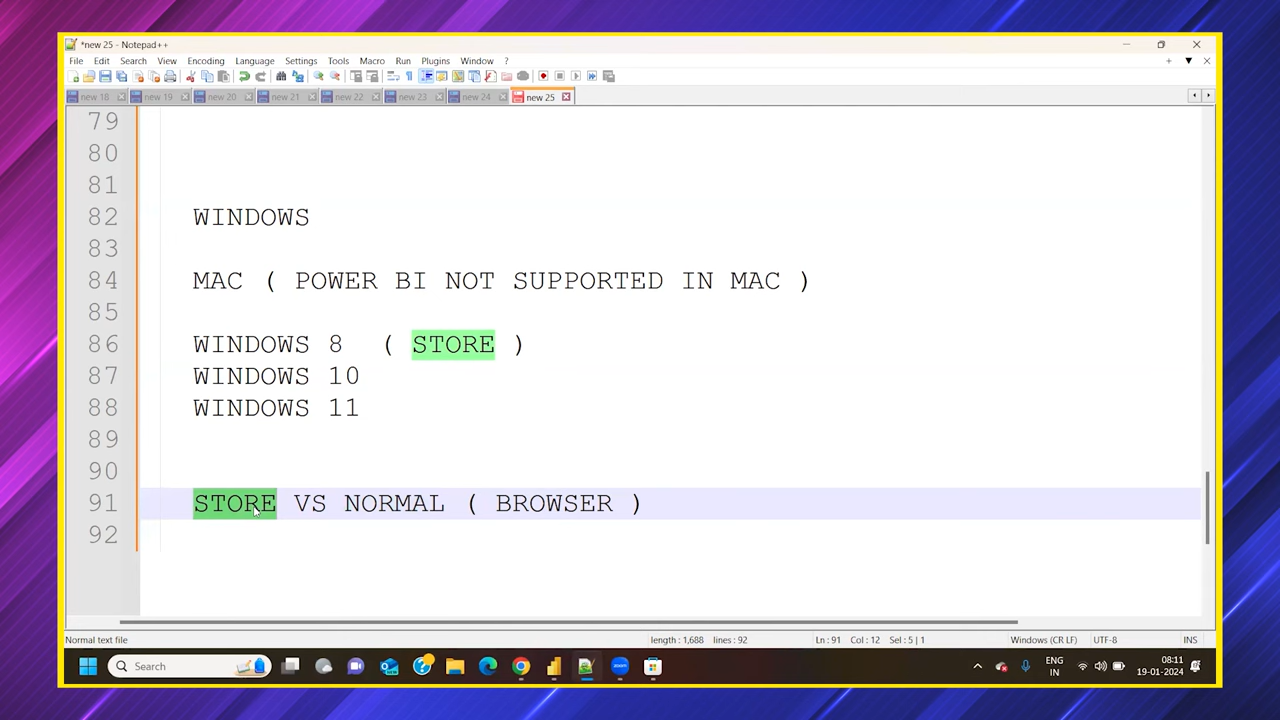 *new 25 - Notepad++
File Edit Search View Encoding Language Settings Tools Macro Run Plugins Window ?
new 18 new 19 new 20 new 21 new 22 new 23 new 24 new 25
79
80
81
82 WINDOWS
83
84 MAC ( POWER BI NOT SUPPORTED IN MAC )
85
86 WINDOWS 8 ( STORE )
87 WINDOWS 10
88 WINDOWS 11
89
90
91 STORE VS NORMAL ( BROWSER )
92
Normal text file length : 1,688 lines : 92 Ln : 91 Col : 12 Sel : 5 | 1 Windows (CR LF) UTF-8 INS
Search zoom ENG 08:11
IN 19-01-2024